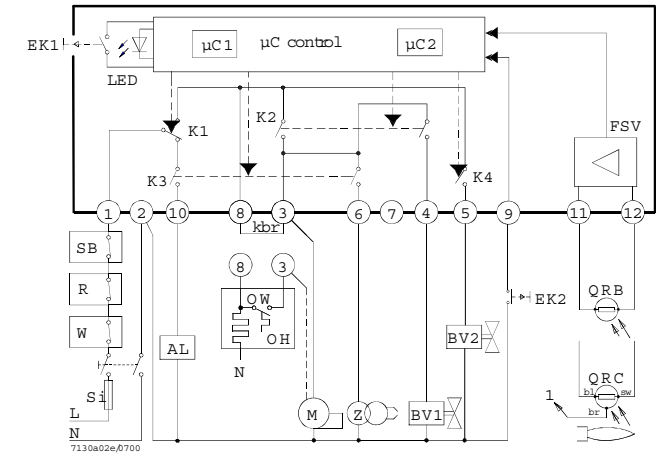 EK1
µC1 µC control µC2
LED
FSV
K1
K2
K3
K4
1 2 10 8 3 6 7 4 5 9 11 12
kbr
SB
R
W
8 3
OW
OH
N
AL
EK2
QRB
BV2
QRC
bl sw
br
1
Si
L
N
M Z BV1
7130a02e/0700